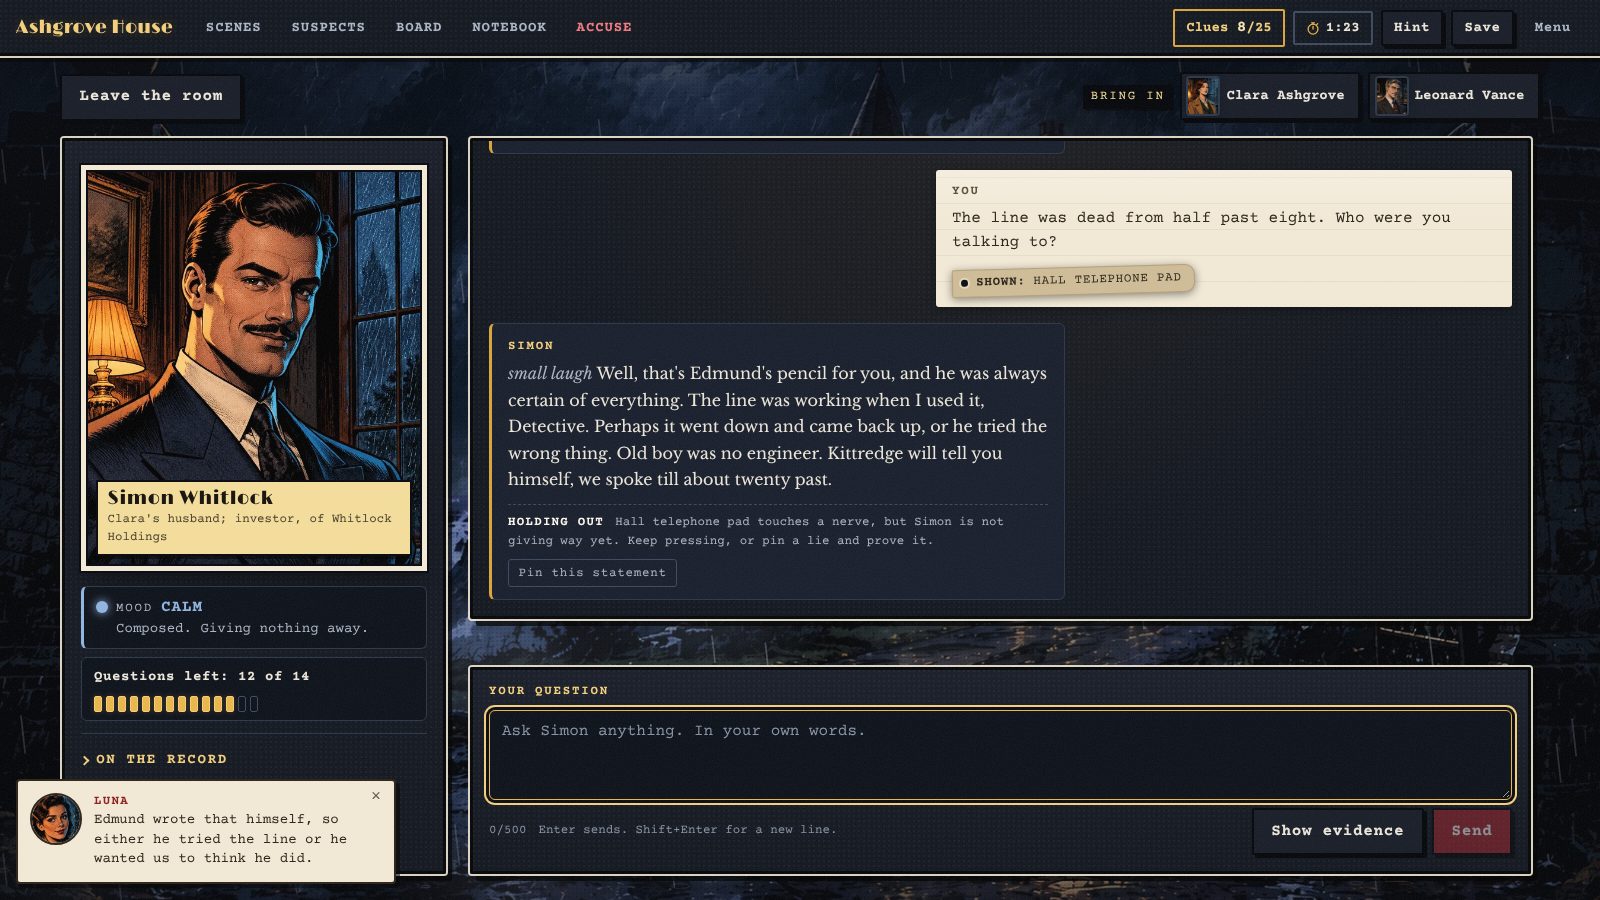 Ashgrove House
SCENES
SUSPECTS
BOARD
NOTEBOOK
ACCUSE
Clues 8/25
1:23
Hint
Save
Menu
Leave the room
BRING IN
Clara Ashgrove
Leonard Vance
Simon Whitlock
Clara's husband; investor, of Whitlock
Holdings
MOOD CALM
Composed. Giving nothing away.
Questions left: 12 of 14
ON THE RECORD
LUNA
Edmund wrote that himself, so
either he tried the line or he
wanted us to think he did.
YOU
The line was dead from half past eight. Who were you
talking to?
SHOWN: HALL TELEPHONE PAD
SIMON
small laugh Well, that's Edmund's pencil for you, and he was always
certain of everything. The line was working when I used it,
Detective. Perhaps it went down and came back up, or he tried the
wrong thing. Old boy was no engineer. Kittredge will tell you
himself, we spoke till about twenty past.
HOLDING OUT Hall telephone pad touches a nerve, but Simon is not
giving way yet. Keep pressing, or pin a lie and prove it.
Pin this statement
YOUR QUESTION
Ask Simon anything. In your own words.
0/500 Enter sends. Shift+Enter for a new line.
Show evidence
Send